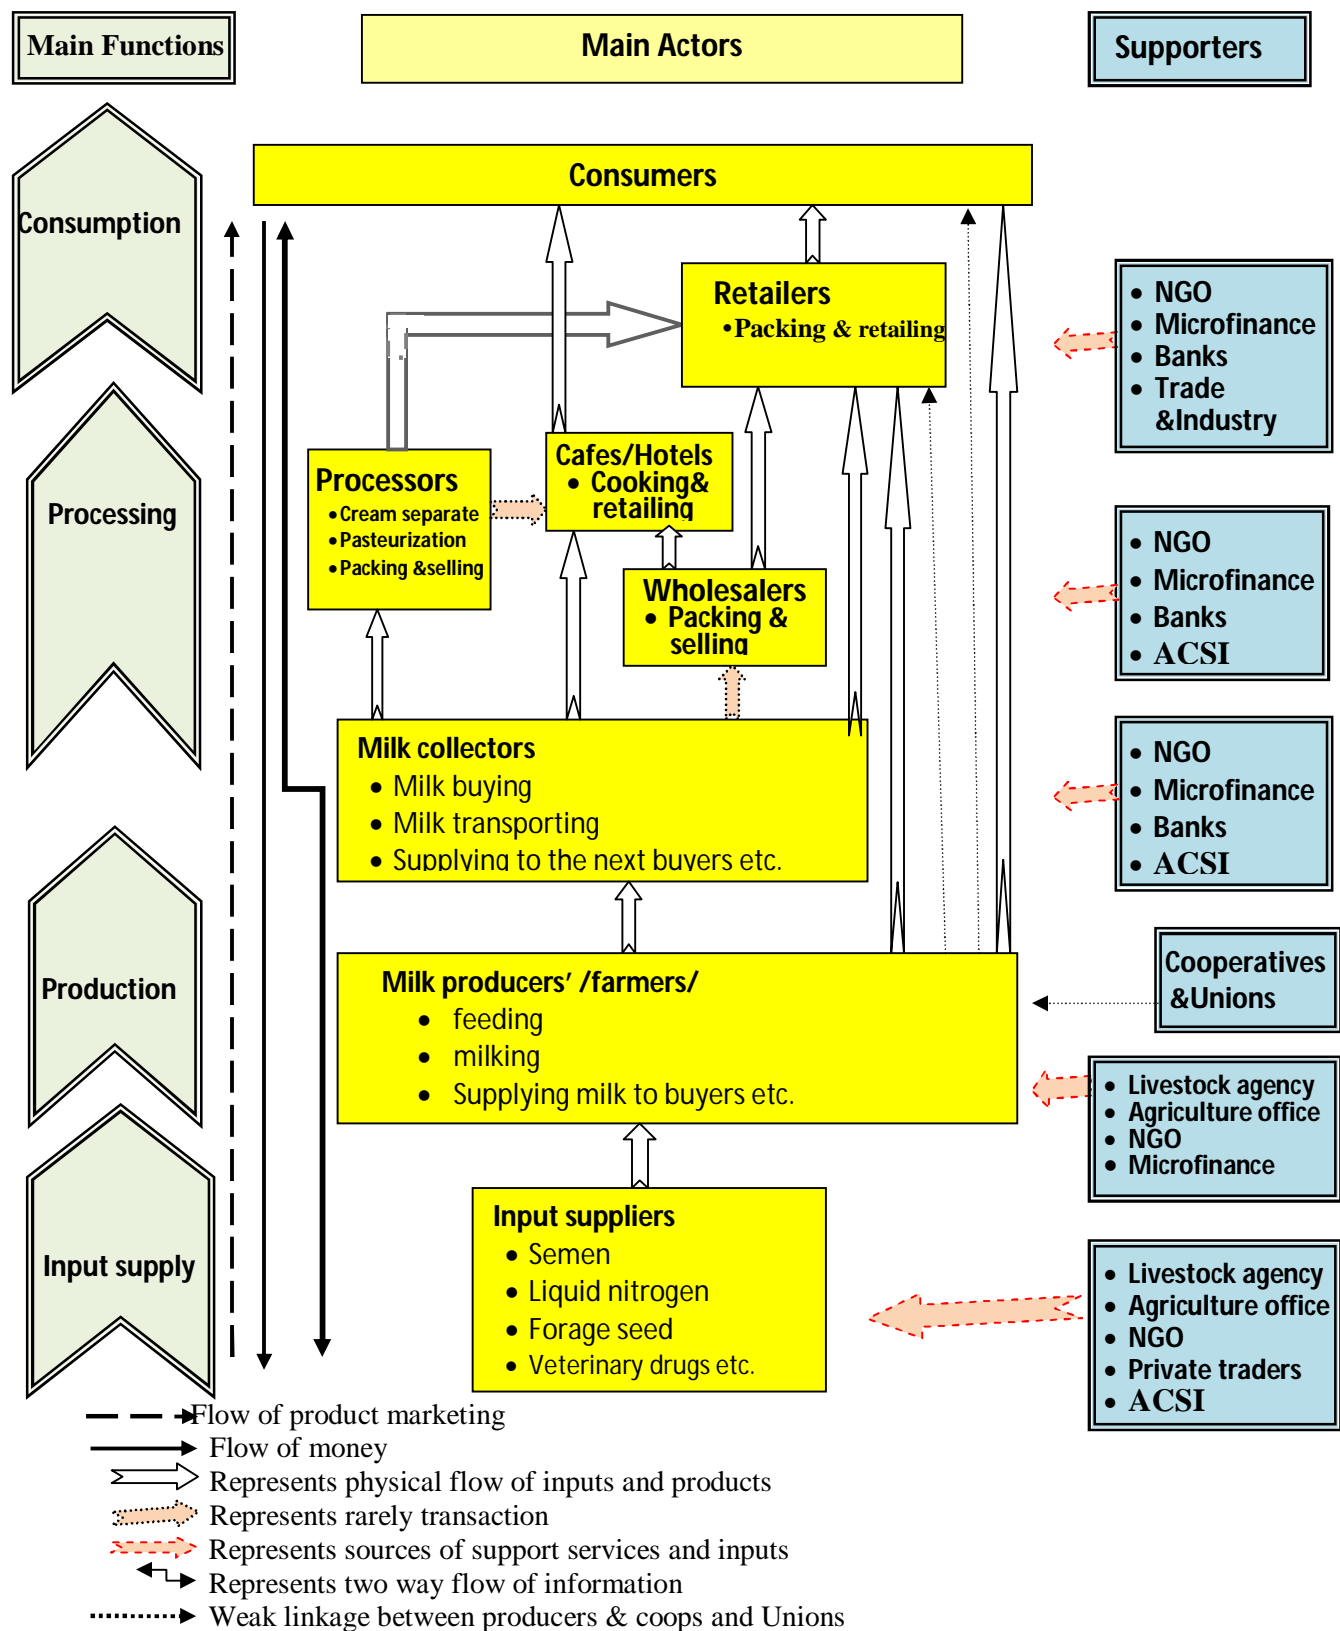 Main Functions
Main Actors
Supporters
Consumers
Consumption
Retailers
•Packing & retailing
• NGO
• Microfinance
• Banks
• Trade
&Industry
Processing
Processors
•Cream separate
•Pasteurization
•Packing &selling
Cafes/Hotels
• Cooking&
retailing
Wholesalers
• Packing &
selling
• NGO
• Microfinance
• Banks
• ACSI
Milk collectors
• Milk buying
• Milk transporting
• Supplying to the next buyers etc.
• NGO
• Microfinance
• Banks
• ACSI
Production
Milk producers’ /farmers/
• feeding
• milking
• Supplying milk to buyers etc.
Cooperatives
&Unions
• Livestock agency
• Agriculture office
• NGO
• Microfinance
Input supply
Input suppliers
• Semen
• Liquid nitrogen
• Forage seed
• Veterinary drugs etc.
• Livestock agency
• Agriculture office
• NGO
• Private traders
• ACSI
Flow of product marketing
Flow of money
Represents physical flow of inputs and products
Represents rarely transaction
Represents sources of support services and inputs
Represents two way flow of information
Weak linkage between producers & coops and Unions